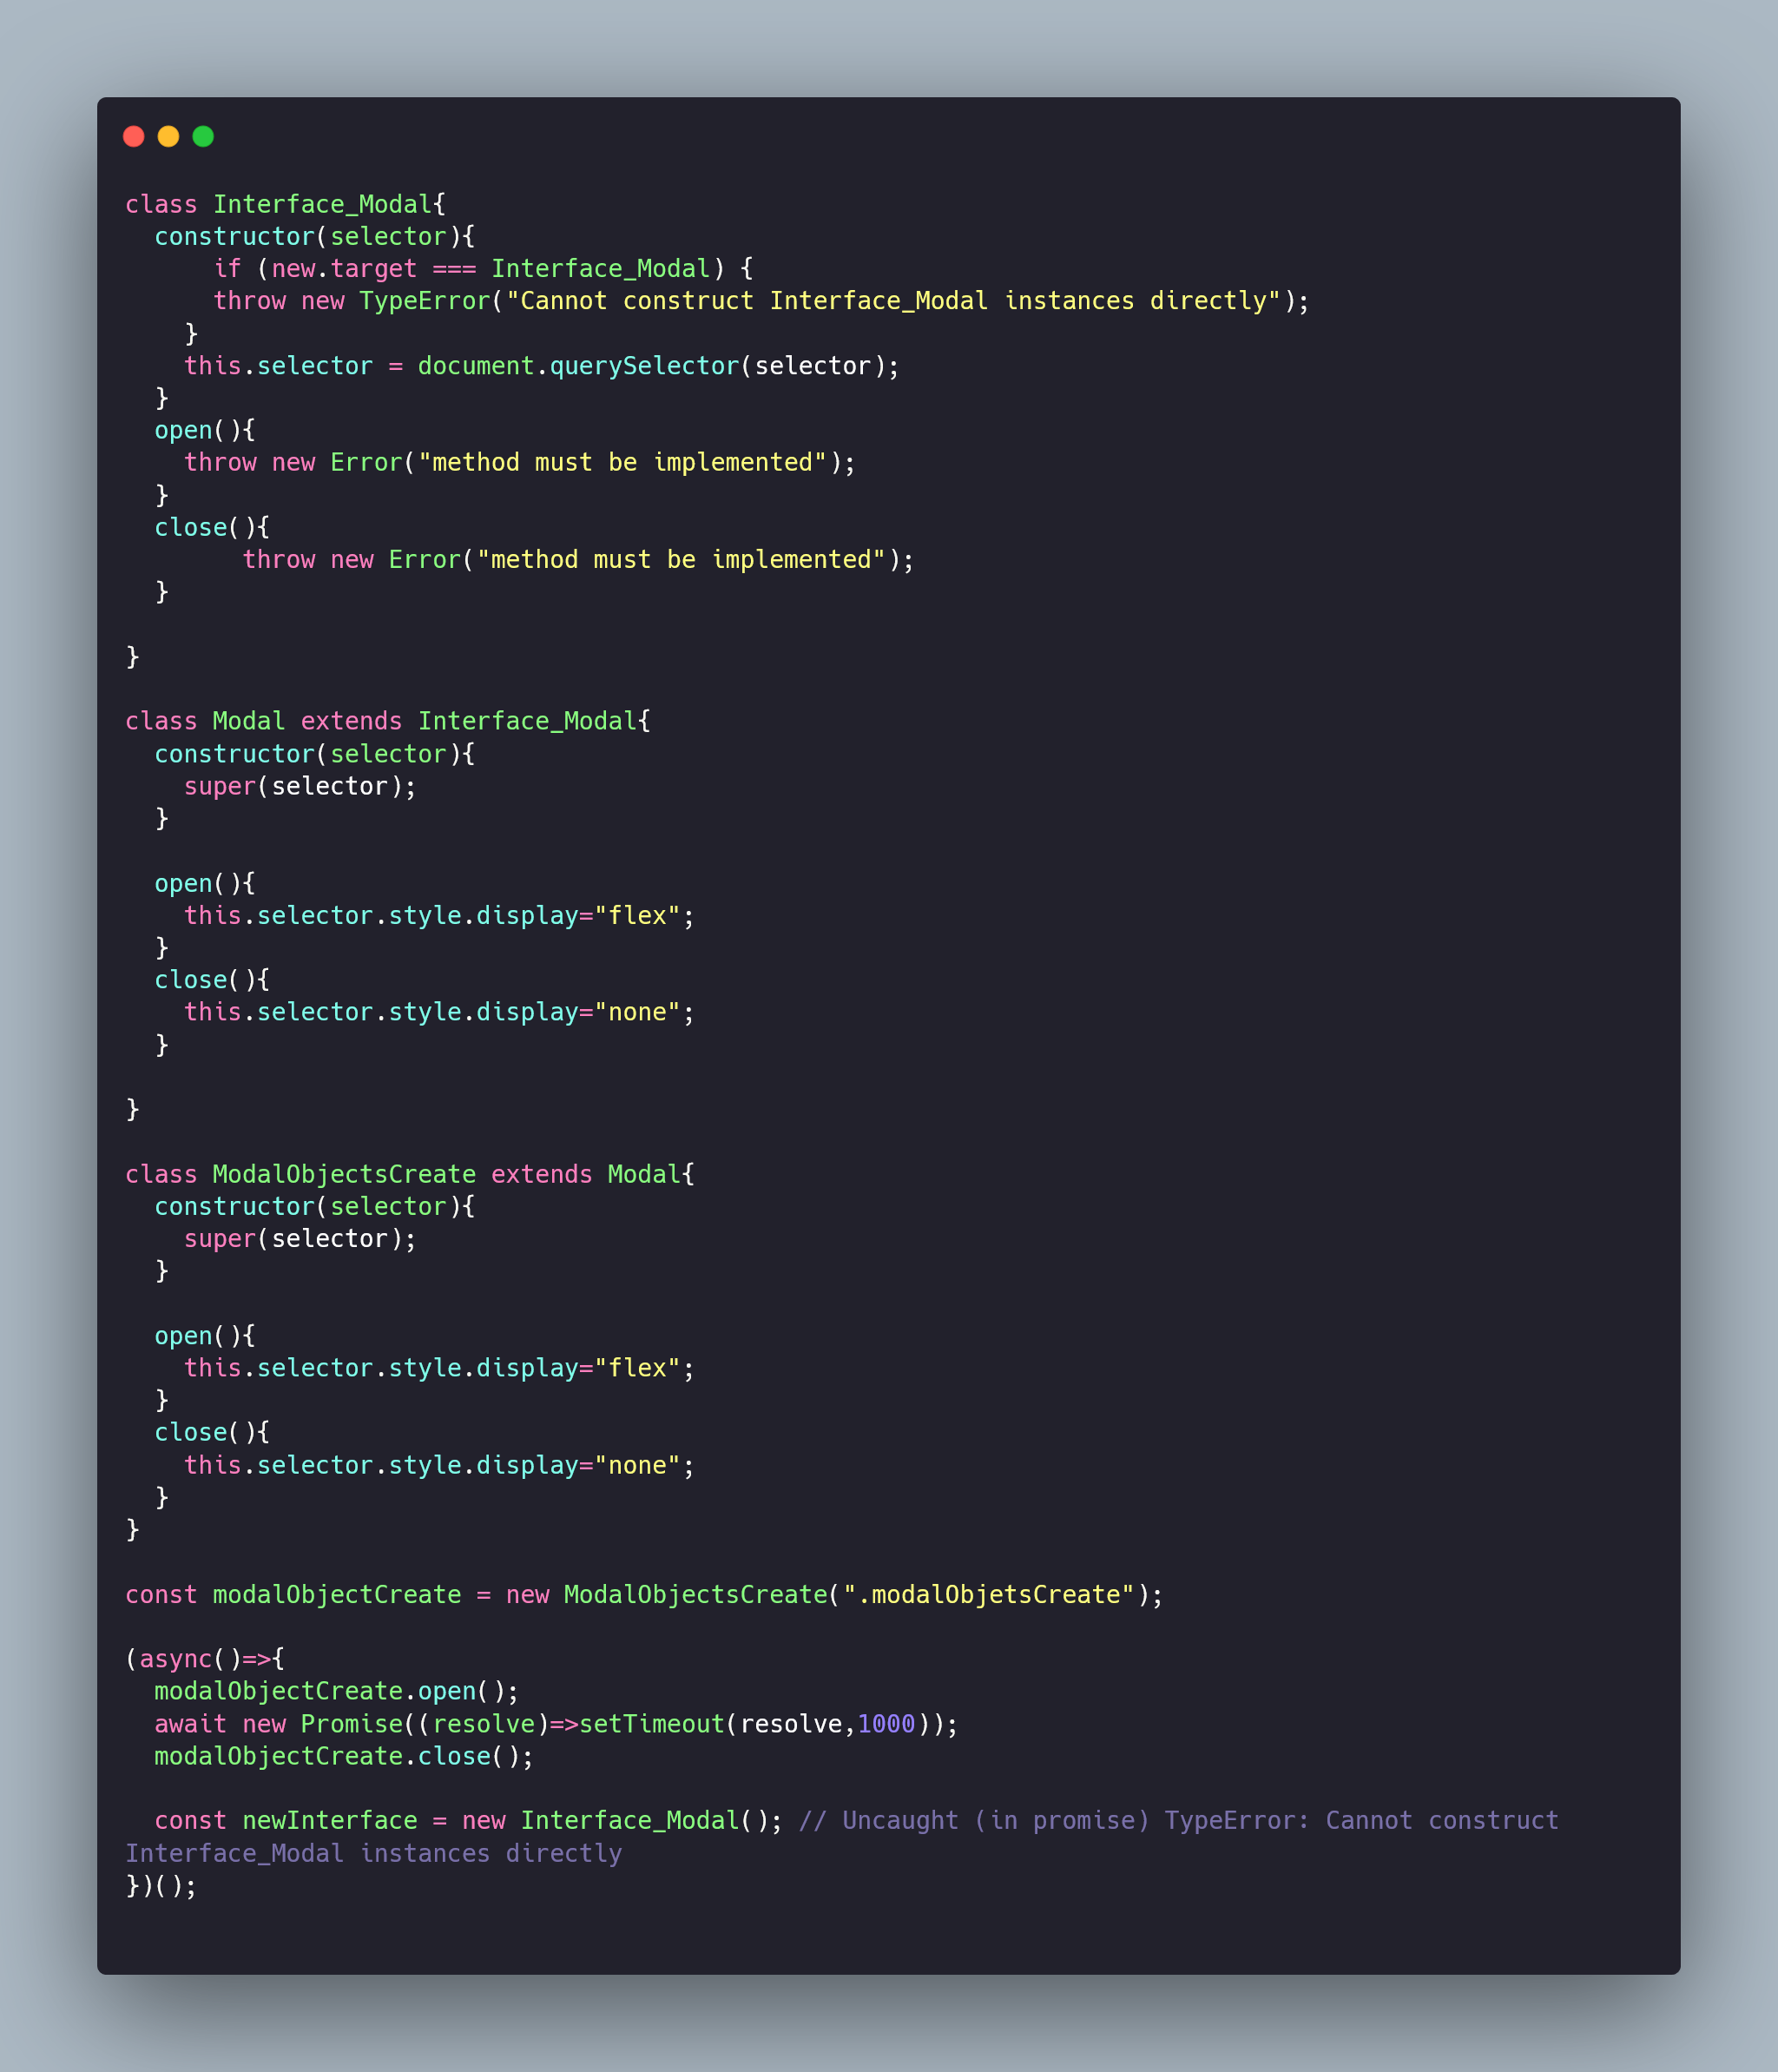 class Interface_Modal{
  constructor(selector){
      if (new.target === Interface_Modal) {
      throw new TypeError("Cannot construct Interface_Modal instances directly");
    }
    this.selector = document.querySelector(selector);
  }
  open(){
    throw new Error("method must be implemented");
  }
  close(){
        throw new Error("method must be implemented");
  }

}

class Modal extends Interface_Modal{
  constructor(selector){
    super(selector);
  }

  open(){
    this.selector.style.display="flex";
  }
  close(){
    this.selector.style.display="none";
  }

}

class ModalObjectsCreate extends Modal{
  constructor(selector){
    super(selector);
  }

  open(){
    this.selector.style.display="flex";
  }
  close(){
    this.selector.style.display="none";
  }
}

const modalObjectCreate = new ModalObjectsCreate(".modalObjetsCreate");

(async()=>{
  modalObjectCreate.open();
  await new Promise((resolve)=>setTimeout(resolve,1000));
  modalObjectCreate.close();

  const newInterface = new Interface_Modal(); // Uncaught (in promise) TypeError: Cannot construct
Interface_Modal instances directly
})();